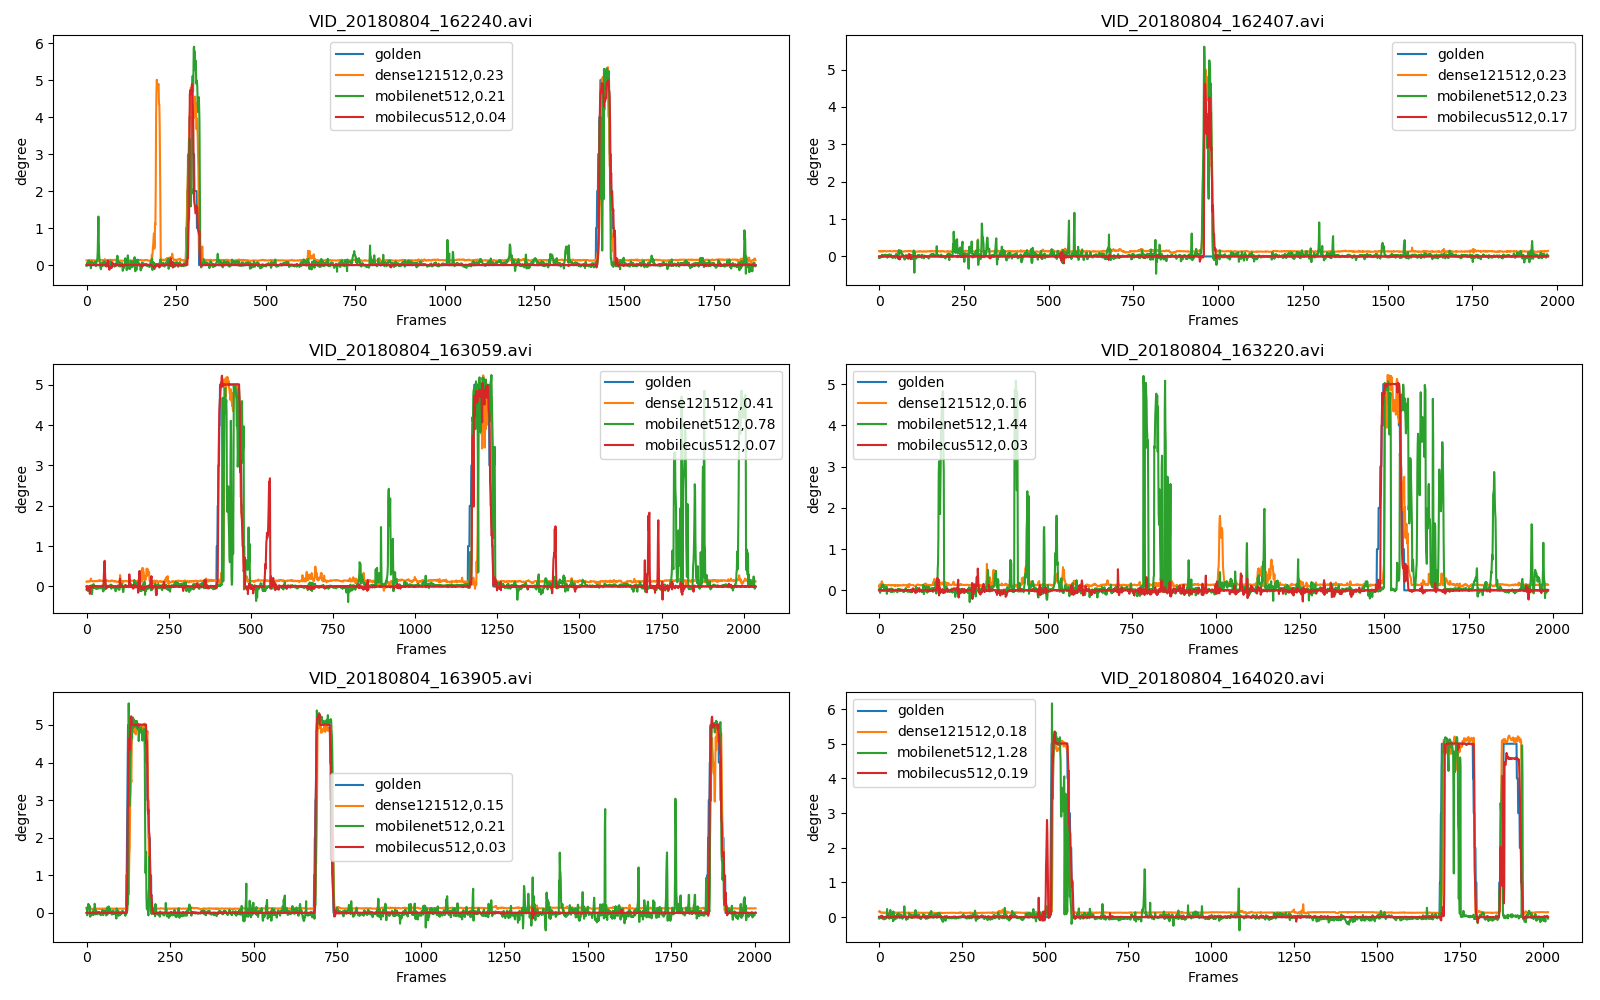 VID_20180804_162240.avi
6
5
4
3
2
1
0
degree
golden
dense121512,0.23
mobilenet512,0.21
mobilecus512,0.04
0 250 500 750 1000 1250 1500 1750
Frames
VID_20180804_162407.avi
5
4
3
2
1
0
degree
golden
dense121512,0.23
mobilenet512,0.23
mobilecus512,0.17
0 250 500 750 1000 1250 1500 1750 2000
Frames
VID_20180804_163059.avi
5
4
3
2
1
0
degree
golden
dense121512,0.41
mobilenet512,0.78
mobilecus512,0.07
0 250 500 750 1000 1250 1500 1750 2000
Frames
VID_20180804_163220.avi
5
4
3
2
1
0
degree
golden
dense121512,0.16
mobilenet512,1.44
mobilecus512,0.03
0 250 500 750 1000 1250 1500 1750 2000
Frames
VID_20180804_163905.avi
5
4
3
2
1
0
degree
golden
dense121512,0.15
mobilenet512,0.21
mobilecus512,0.03
0 250 500 750 1000 1250 1500 1750 2000
Frames
VID_20180804_164020.avi
6
5
4
3
2
1
0
degree
golden
dense121512,0.18
mobilenet512,1.28
mobilecus512,0.19
0 250 500 750 1000 1250 1500 1750 2000
Frames